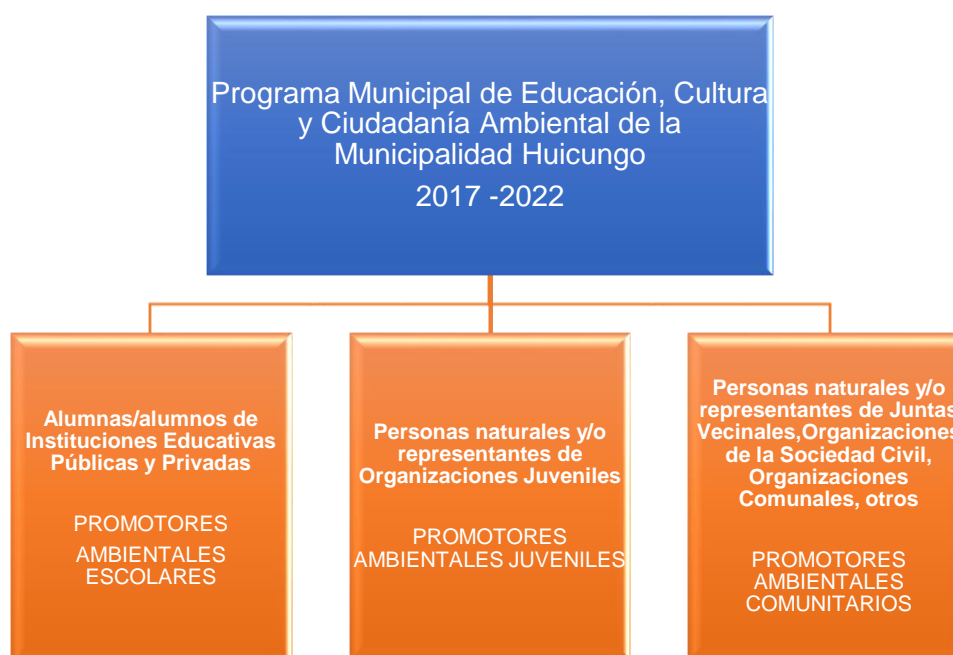 Programa Municipal de Educación, Cultura
y Ciudadanía Ambiental de la
Municipalidad Huicungo
2017 -2022
Alumnas/alumnos de
Instituciones Educativas
Públicas y Privadas
PROMOTORES
AMBIENTALES
ESCOLARES
Personas naturales y/o
representantes de
Organizaciones Juveniles
PROMOTORES
AMBIENTALES JUVENILES
Personas naturales y/o
representantes de Juntas
Vecinales,Organizaciones
de la Sociedad Civil,
Organizaciones
Comunales, otros
PROMOTORES
AMBIENTALES
COMUNITARIOS